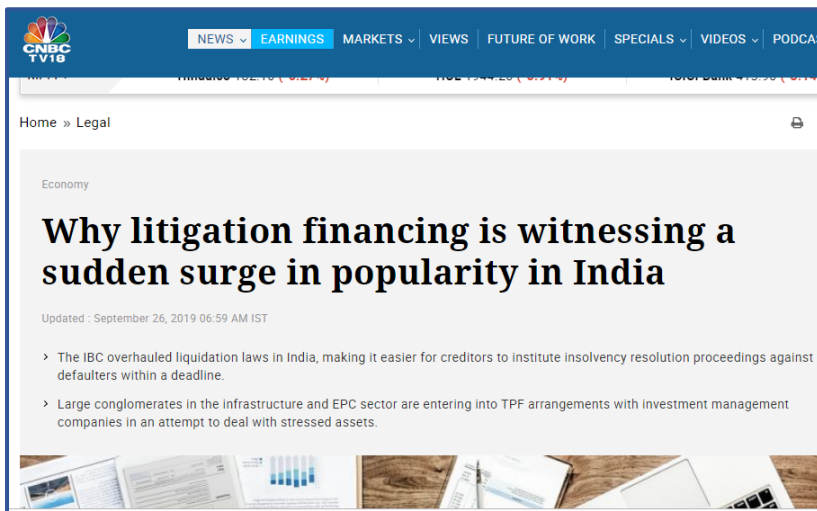 CNBC
TV18
NEWS EARNINGS MARKETS VIEWS FUTURE OF WORK SPECIALS VIDEOS
Home » Legal
Economy
Why litigation financing is witnessing a
sudden surge in popularity in India
Updated : September 26, 2019 06:59 AM IST
The IBC overhauled liquidation laws in India, making it easier for creditors to institute insolvency resolution proceedings against
defaulters within a deadline.
Large conglomerates in the infrastructure and EPC sector are entering into TPF arrangements with investment management
companies in an attempt to deal with stressed assets.